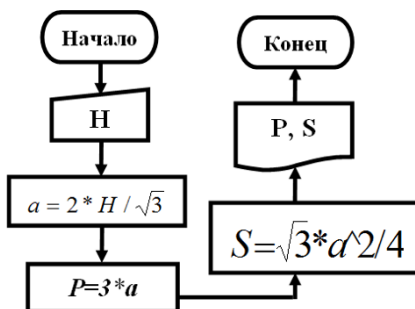 Начало
H
a = 2 * H / √3
P=3*a
S=√3*a^2/4
P, S
Конец